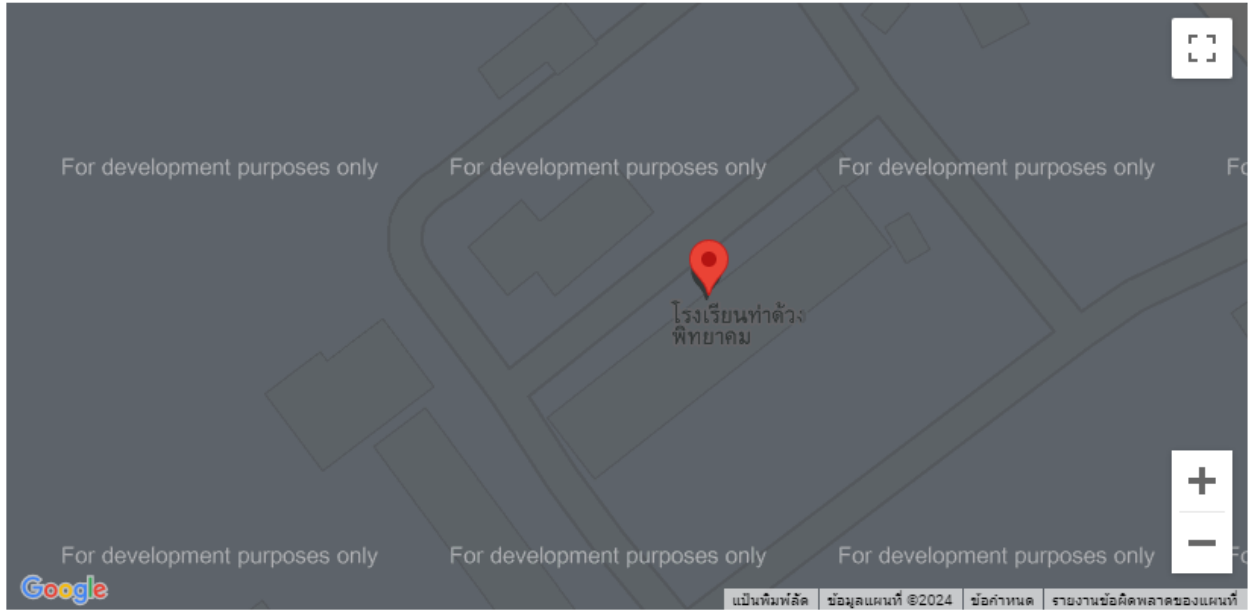 For development purposes only For development purposes only For development purposes only Fo
โรงเรียนท่าด้วง
พิทยาคม
For development purposes only For development purposes only For development purposes only Fo
Google
แป้นพิมพ์ลัด ข้อมูลแผนที่ ©2024 ข้อกำหนด รายงานข้อผิดพลาดของแผนที่